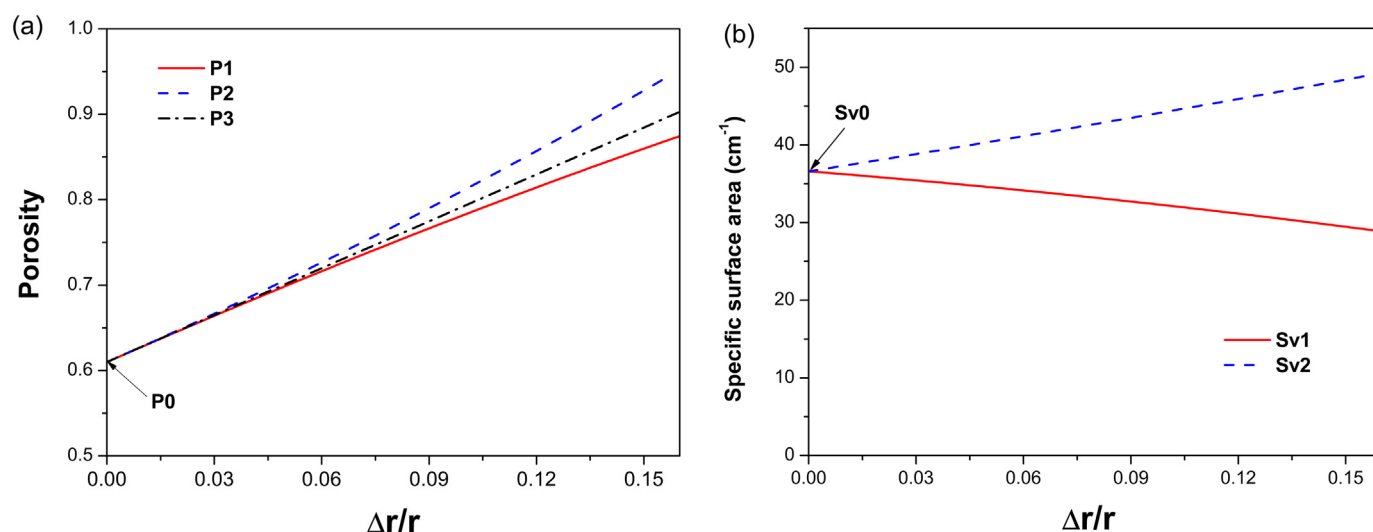 (a)
1.0
0.9
0.8
0.7
0.6
0.5
Porosity
P1
P2
P3
P0
0.00 0.03 0.06 0.09 0.12 0.15
Δr/r
(b)
50
40
30
20
10
0
Specific surface area (cm⁻¹)
Sv0
Sv1
Sv2
0.00 0.03 0.06 0.09 0.12 0.15
Δr/r